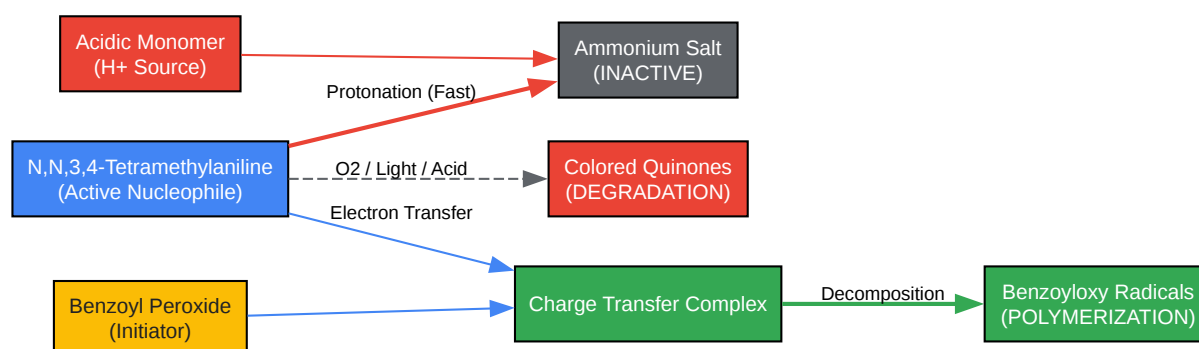 Acidic Monomer
(H+ Source)
Ammonium Salt
(INACTIVE)
Protonation (Fast)
N,N,3,4-Tetramethylaniline
(Active Nucleophile)
O2 / Light / Acid
Colored Quinones
(DEGRADATION)
Electron Transfer
Benzoyl Peroxide
(Initiator)
Charge Transfer Complex
Decomposition
Benzoyloxy Radicals
(POLYMERIZATION)